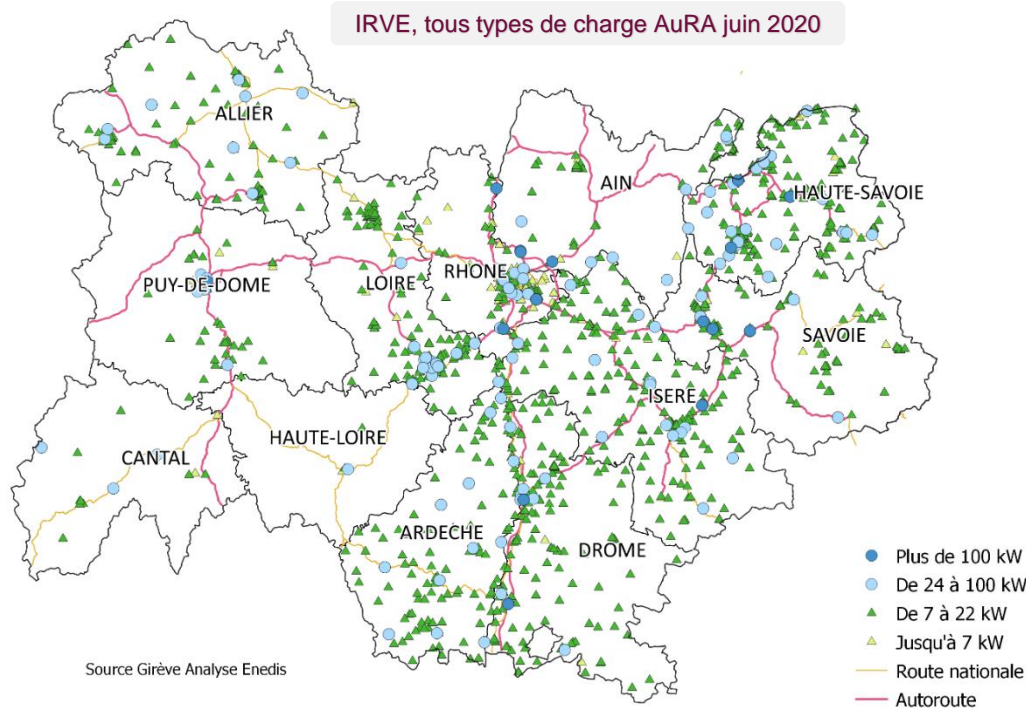 IRVE, tous types de charge AuRA juin 2020
ALLIER
AIN
HAUTE-SAVOIE
PUY-DE-DOME
LOIRE
RHONE
SAVOIE
ISERE
HAUTE-LOIRE
CANTAL
ARDECHE
DROME
Plus de 100 kW
De 24 à 100 kW
De 7 à 22 kW
Jusqu'à 7 kW
Route nationale
Autoroute
Source Girève Analyse Enedis